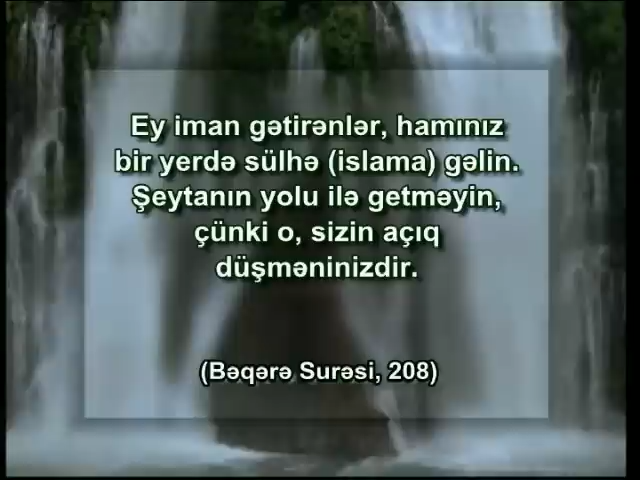 Ey iman gətirənlər, hamınız
bir yerdə sülhə (islama) gəlin.
Şeytanın yolu ilə getməyin,
çünki o, sizin açıq
düşməninizdir.
(Bəqərə Surəsi, 208)